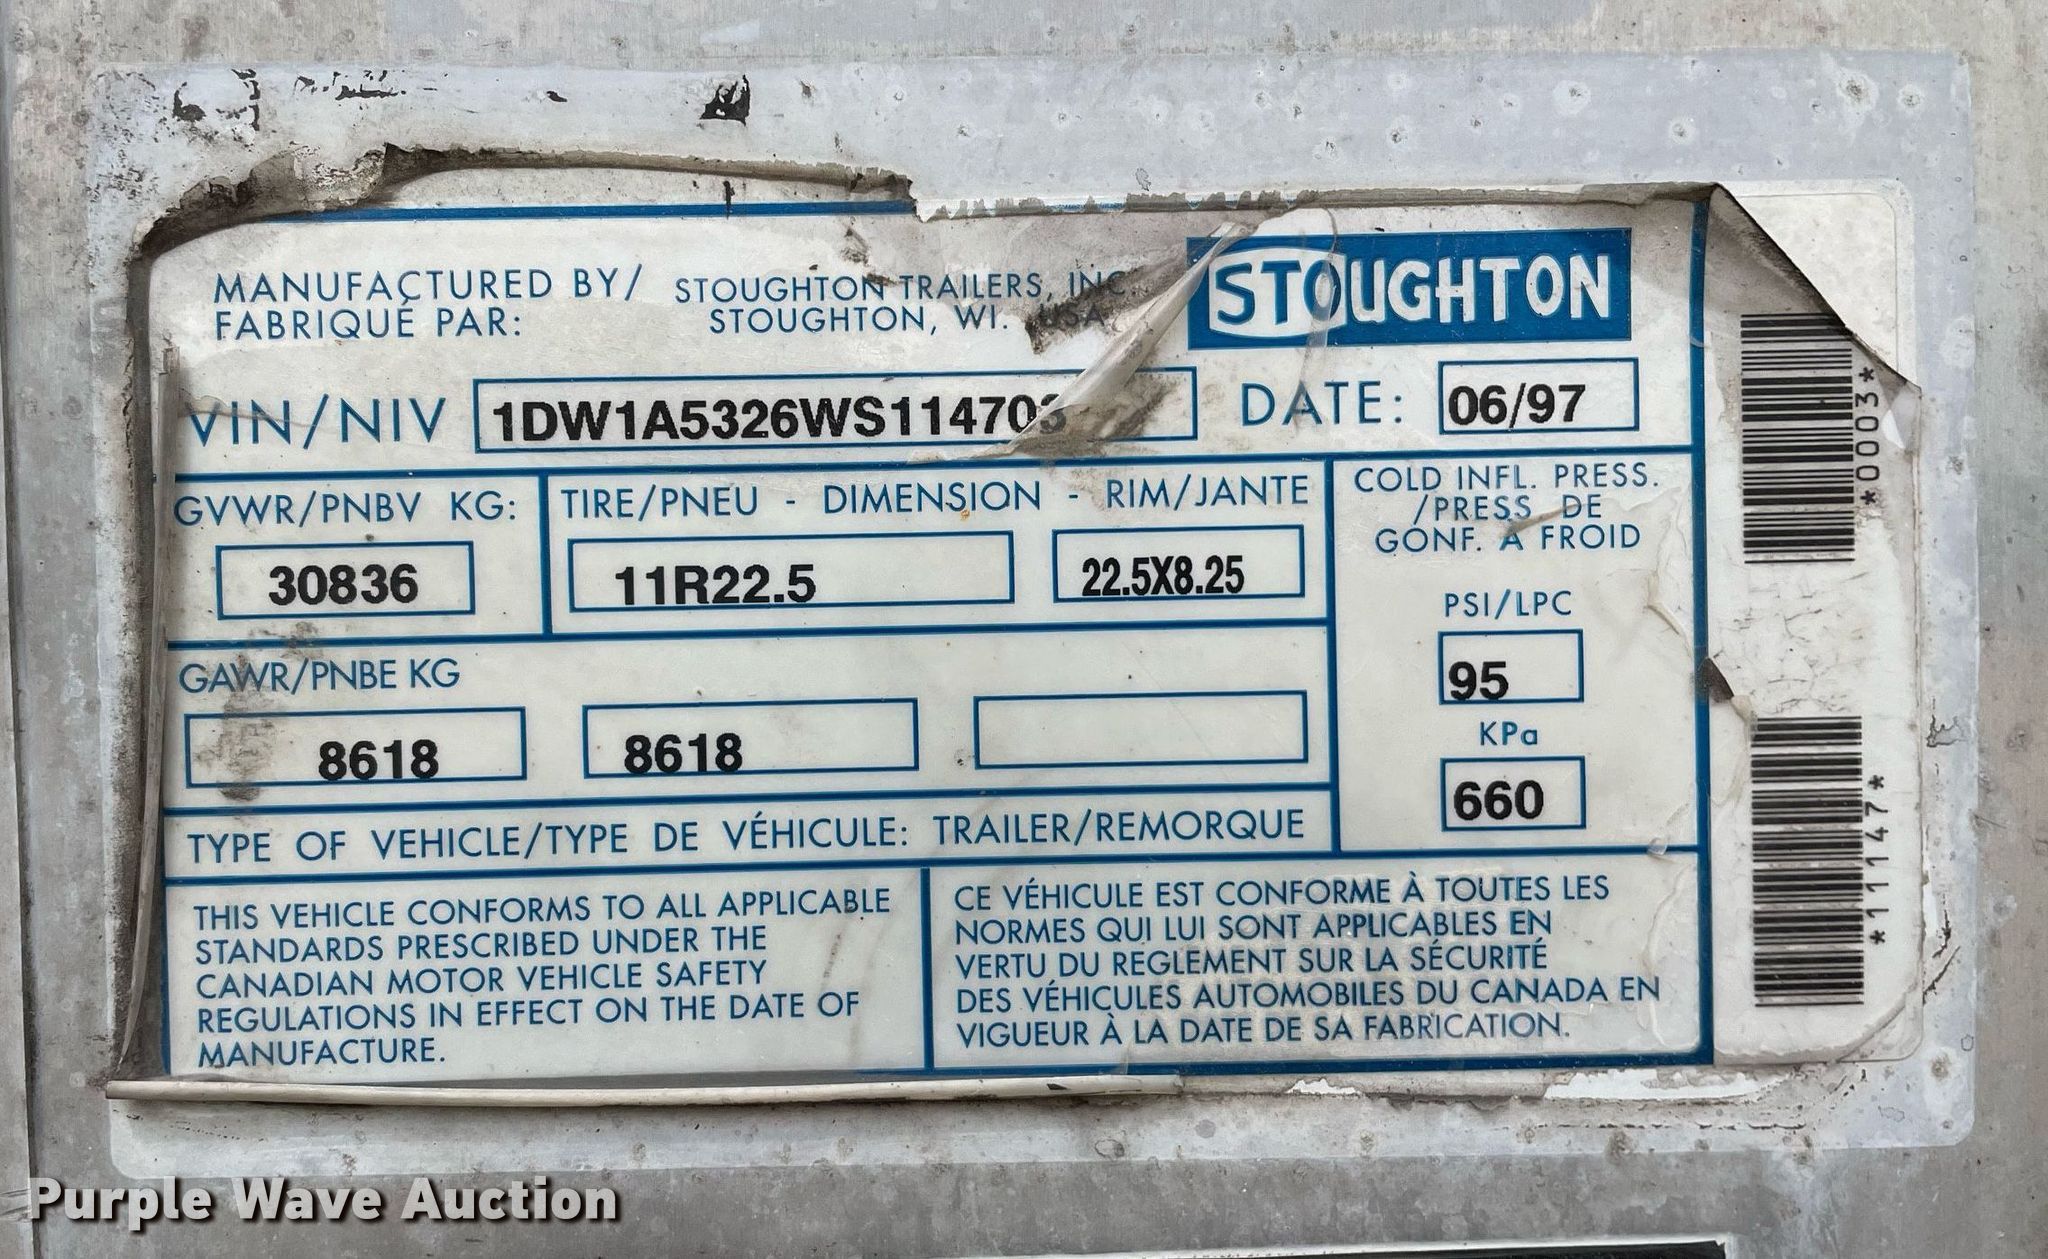 MANUFACTURED BY/ STOUGHTON TRAILERS, INC.
FABRIQUÉ PAR: STOUGHTON, WI. USA
STOUGHTON
VIN/NIV 1DW1A5326WS114703 DATE: 06/97
GVWR/PNBV KG: TIRE/PNEU - DIMENSION - RIM/JANTE
30836 11R22.5 22.5X8.25
COLD INFL. PRESS.
/PRESS. DE
GONF. À FROID
PSI/LPC
95
KPa
660
GAWR/PNBE KG
8618 8618
TYPE OF VEHICLE/TYPE DE VÉHICULE: TRAILER/REMORQUE
THIS VEHICLE CONFORMS TO ALL APPLICABLE
STANDARDS PRESCRIBED UNDER THE
CANADIAN MOTOR VEHICLE SAFETY
REGULATIONS IN EFFECT ON THE DATE OF
MANUFACTURE.
CE VÉHICULE EST CONFORME À TOUTES LES
NORMES QUI LUI SONT APPLICABLES EN
VERTU DU REGLEMENT SUR LA SÉCURITÉ
DES VÉHICULES AUTOMOBILES DU CANADA EN
VIGUEUR À LA DATE DE SA FABRICATION.
*0003*
*111147*
Purple Wave Auction